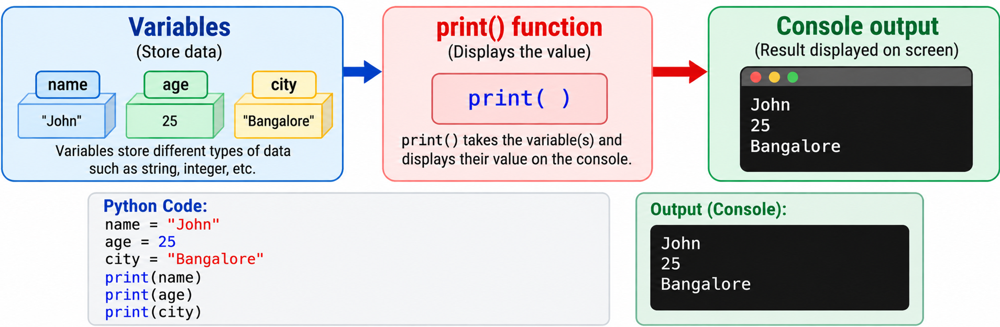 Variables
(Store data)
name
age
city
"John"
25
"Bangalore"
Variables store different types of data
such as string, integer, etc.
print() function
(Displays the value)
print( )
print() takes the variable(s) and
displays their value on the console.
Console output
(Result displayed on screen)
John
25
Bangalore
Python Code:
name = "John"
age = 25
city = "Bangalore"
print(name)
print(age)
print(city)
Output (Console):
John
25
Bangalore